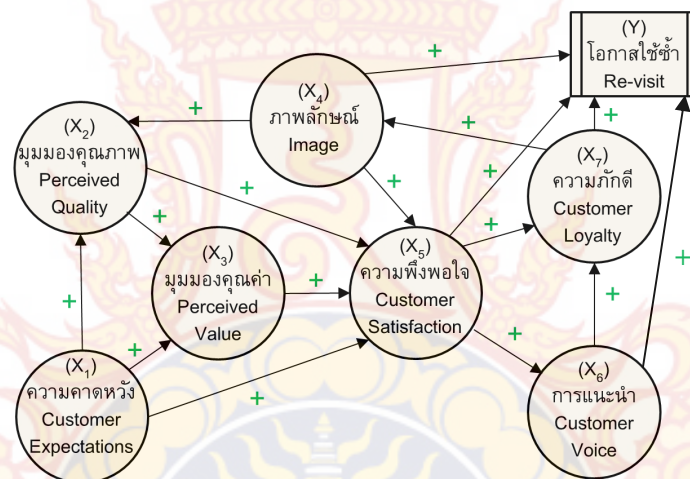 (Y)
โอกาสใช้ซ้ำ
Re-visit
+
(X4)
ภาพลักษณ์
Image
+
(X2)
มุมมองคุณภาพ
Perceived
Quality
+
+
+
+
(X7)
ความภักดี
Customer
Loyalty
+
+
+
+
(X3)
มุมมองคุณค่า
Perceived
Value
+
(X5)
ความพึงพอใจ
Customer
Satisfaction
+
+
+
+
+
(X1)
ความคาดหวัง
Customer
Expectations
+
(X6)
การแนะนำ
Customer
Voice